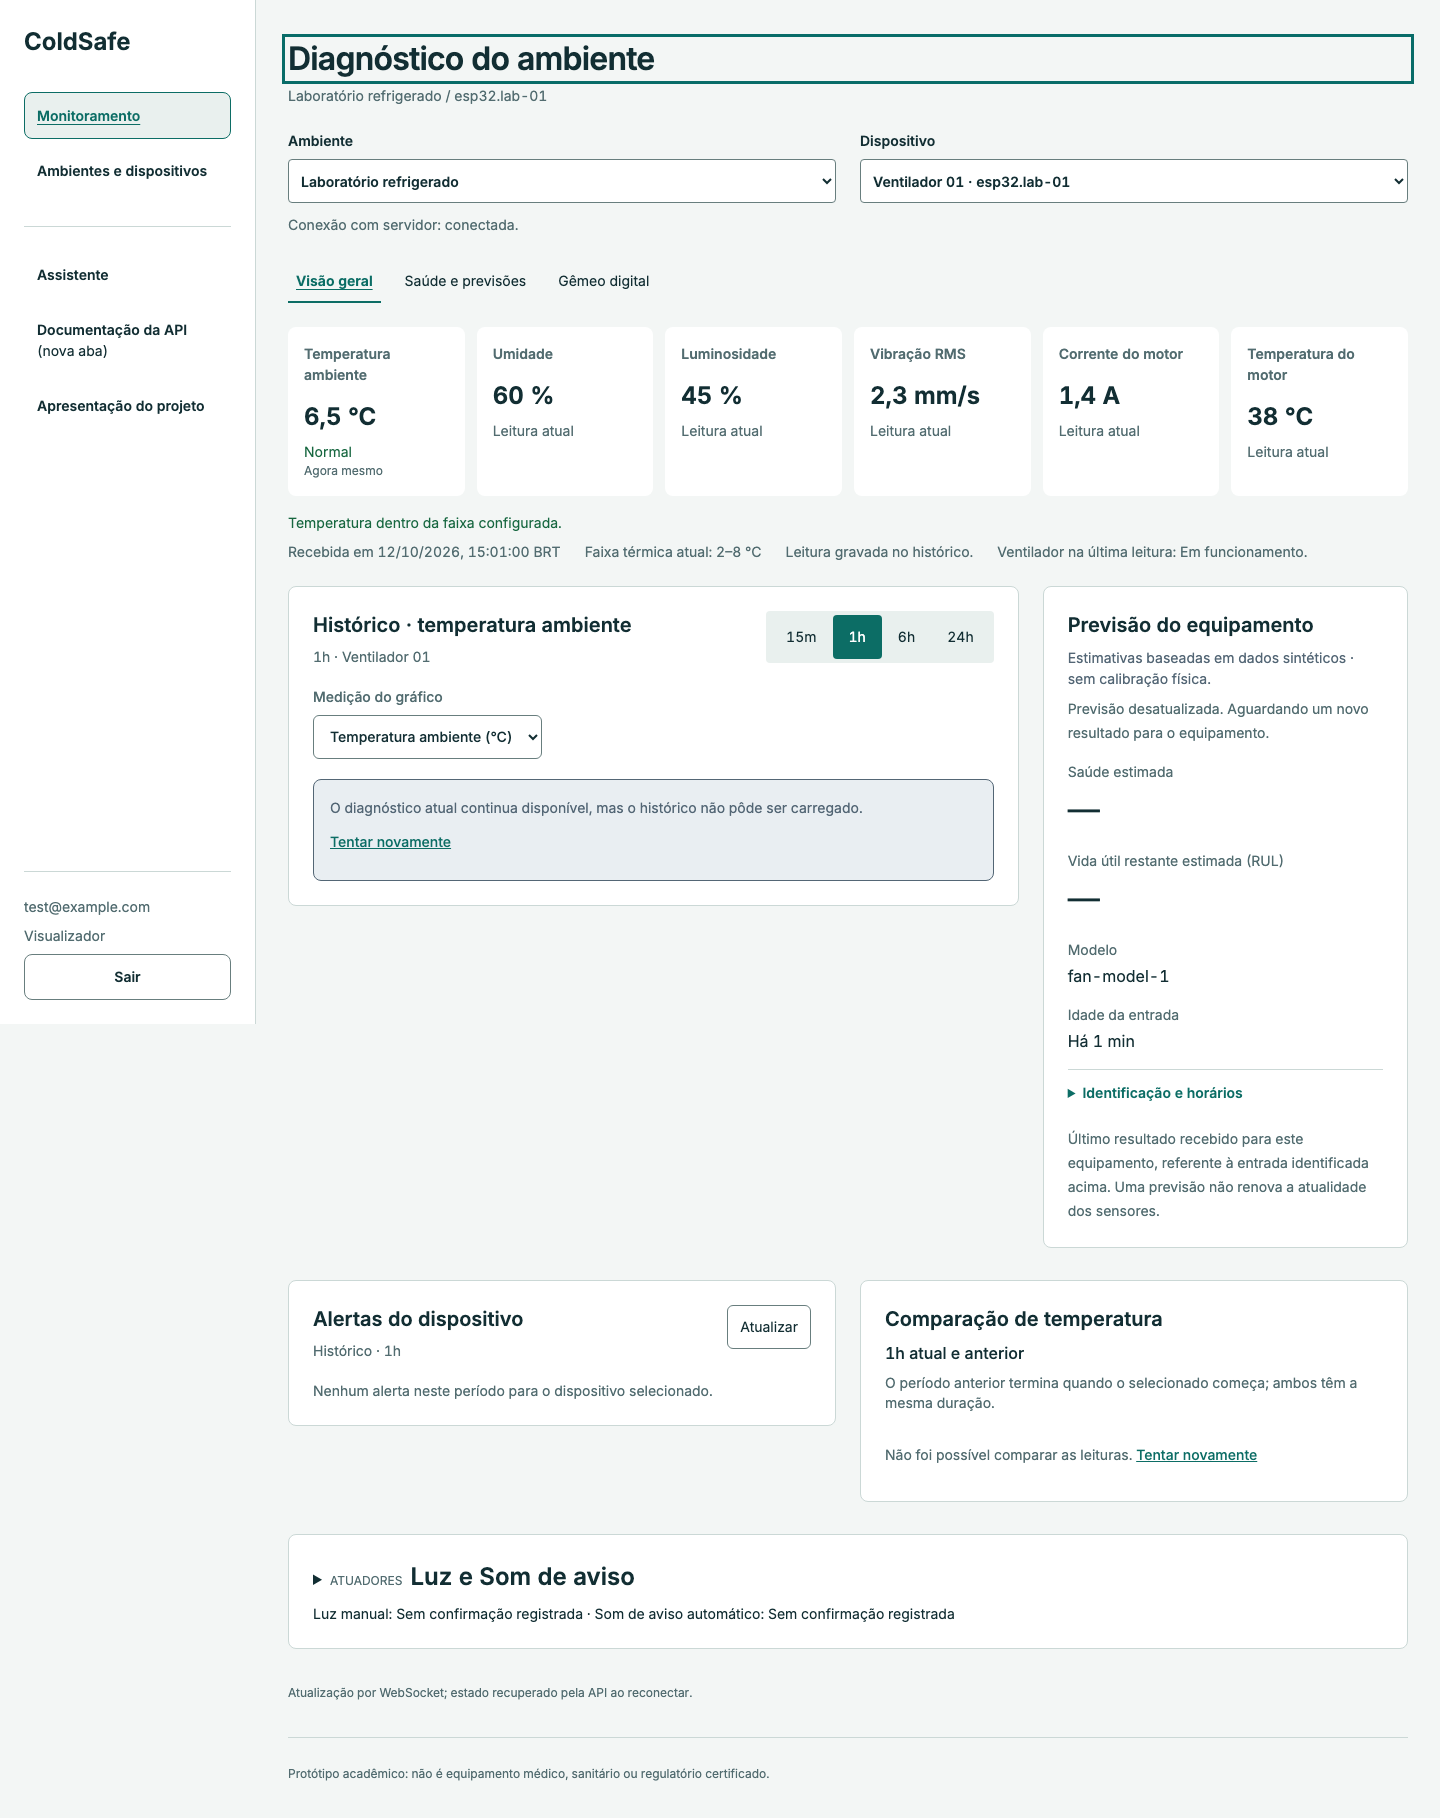 ColdSafe
Monitoramento
Ambientes e dispositivos
Assistente
Documentação da API
(nova aba)
Apresentação do projeto
test@example.com
Visualizador
Sair
Diagnóstico do ambiente
Laboratório refrigerado / esp32.lab-01
Ambiente
Laboratório refrigerado
Dispositivo
Ventilador 01 · esp32.lab-01
Conexão com servidor: conectada.
Visão geral
Saúde e previsões
Gêmeo digital
Temperatura
ambiente
6,5 °C
Normal
Agora mesmo
Umidade
60 %
Leitura atual
Luminosidade
45 %
Leitura atual
Vibração RMS
2,3 mm/s
Leitura atual
Corrente do motor
1,4 A
Leitura atual
Temperatura do
motor
38 °C
Leitura atual
Temperatura dentro da faixa configurada.
Recebida em 12/10/2026, 15:01:00 BRT Faixa térmica atual: 2–8 °C Leitura gravada no histórico. Ventilador na última leitura: Em funcionamento.
Histórico · temperatura ambiente
1h · Ventilador 01
15m 1h 6h 24h
Medição do gráfico
Temperatura ambiente (°C)
O diagnóstico atual continua disponível, mas o histórico não pôde ser carregado.
Tentar novamente
Previsão do equipamento
Estimativas baseadas em dados sintéticos ·
sem calibração física.
Previsão desatualizada. Aguardando um novo
resultado para o equipamento.
Saúde estimada
—
Vida útil restante estimada (RUL)
—
Modelo
fan-model-1
Idade da entrada
Há 1 min
Identificação e horários
Último resultado recebido para este
equipamento, referente à entrada identificada
acima. Uma previsão não renova a atualidade
dos sensores.
Alertas do dispositivo
Histórico · 1h
Atualizar
Nenhum alerta neste período para o dispositivo selecionado.
Comparação de temperatura
1h atual e anterior
O período anterior termina quando o selecionado começa; ambos têm a
mesma duração.
Não foi possível comparar as leituras. Tentar novamente
ATUADORES Luz e Som de aviso
Luz manual: Sem confirmação registrada · Som de aviso automático: Sem confirmação registrada
Atualização por WebSocket; estado recuperado pela API ao reconectar.
Protótipo acadêmico: não é equipamento médico, sanitário ou regulatório certificado.